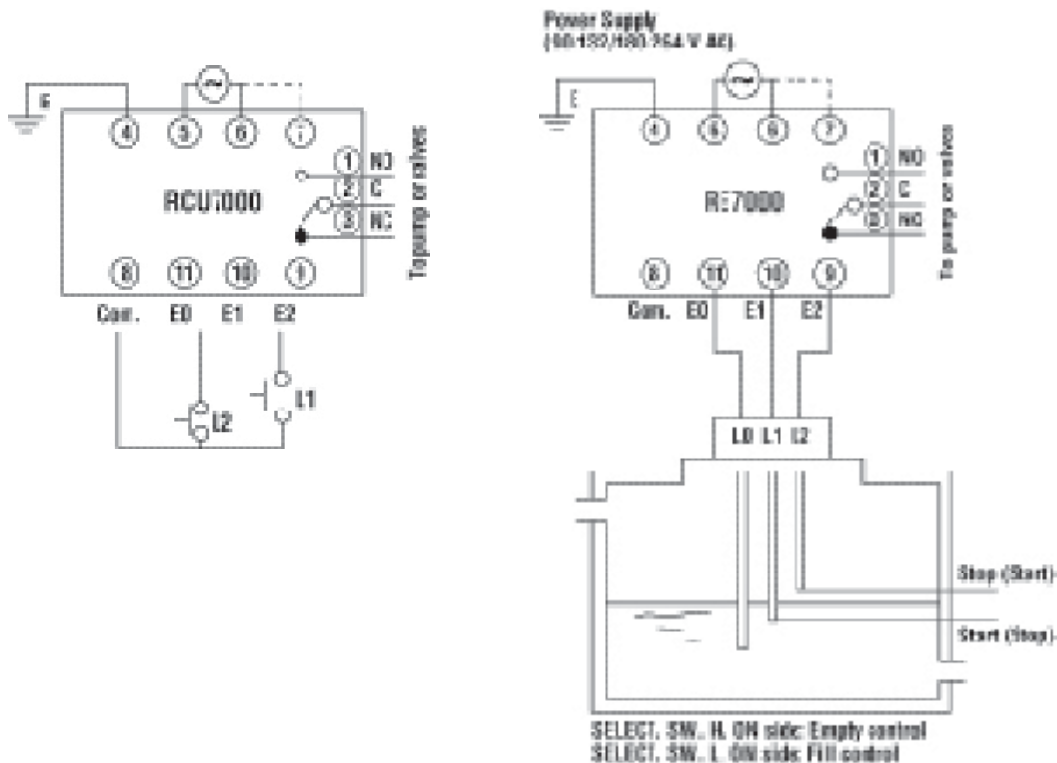 Power Supply
E
4
5
6
1 NO
2 C
3 NC
To pump or valves
8
11
10
9
Com.
E0
E1
E2
L1
L2
E
4
5
6
7
1 NO
2 C
3 NC
To pump or valves
8
11
10
9
Com.
E0
E1
E2
L0 L1 L2
Stop (Start)
Start (Stop)
SELECT. SW. H. ON side: Empty control
SELECT. SW. L. ON side: Fill control